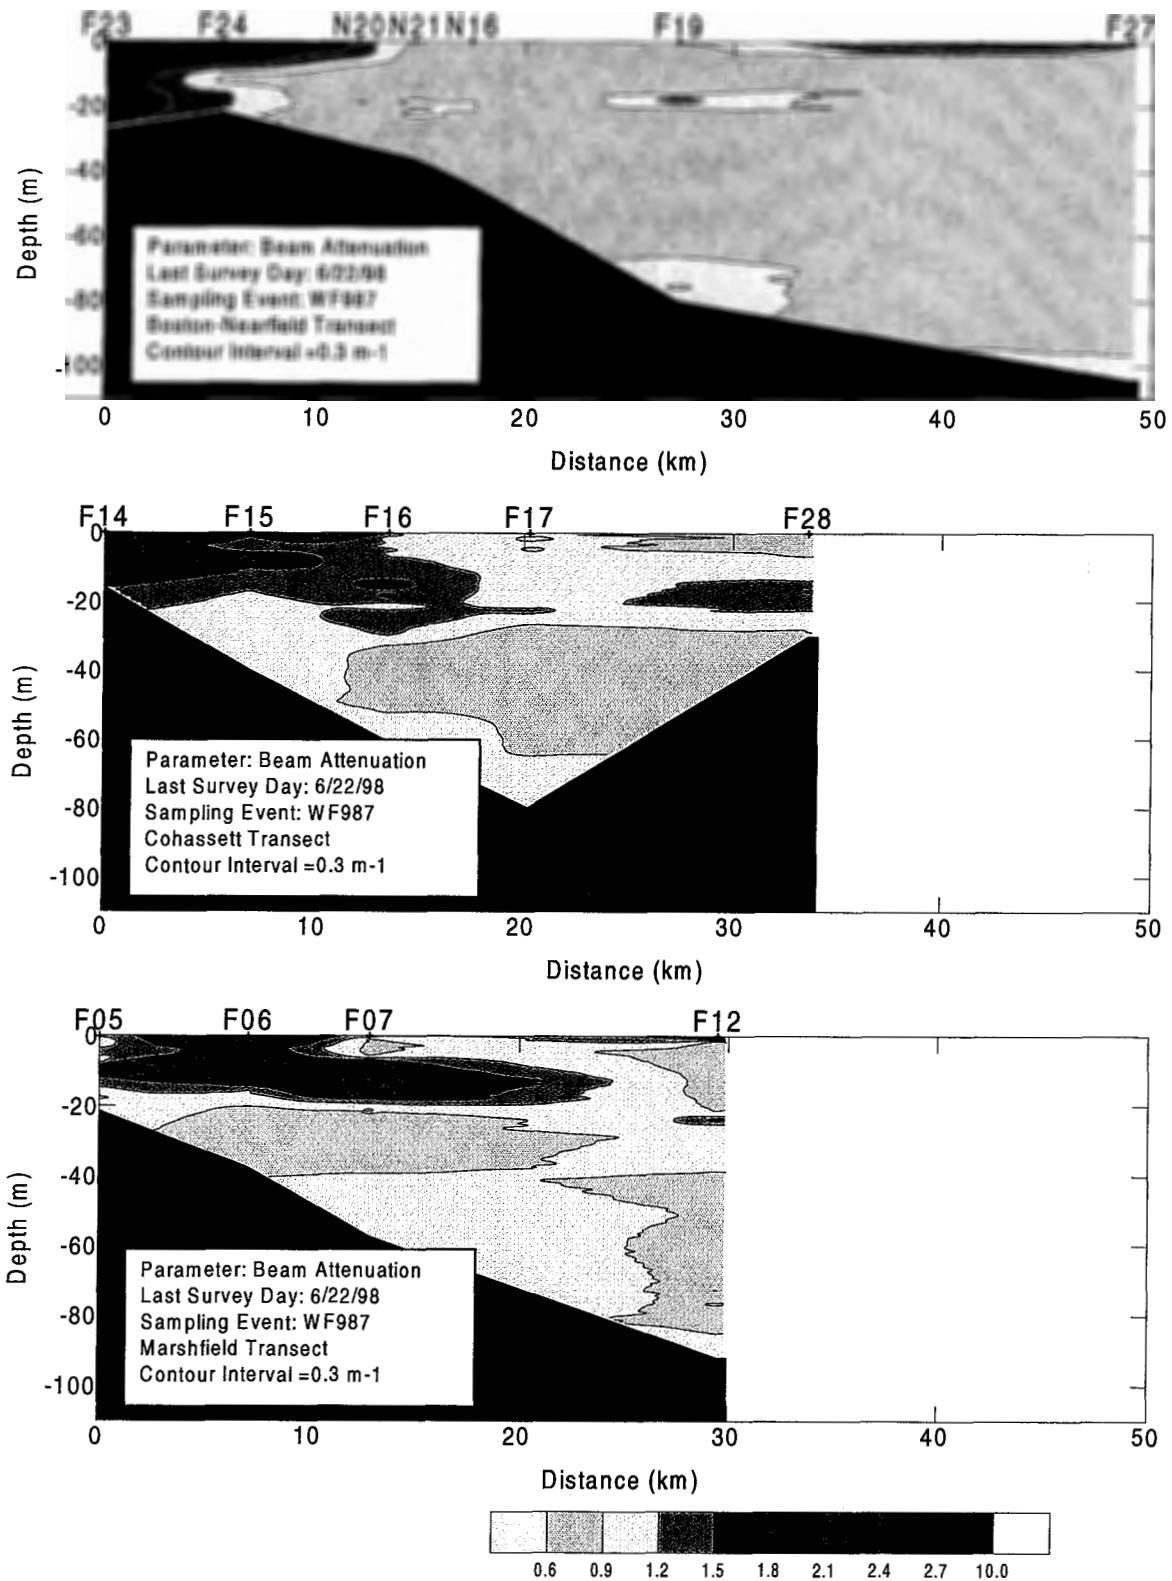 F23 F24 N20 N21 N16 F19 F27
0
-20
-40
-60
-80
-100
Depth (m)
Parameter: Beam Attenuation
Last Survey Day: 6/22/98
Sampling Event: WF987
Boston-Nearfield Transect
Contour Interval =0.3 m-1
0 10 20 30 40 50
Distance (km)
F14 F15 F16 F17 F28
0
-20
-40
-60
-80
-100
Depth (m)
Parameter: Beam Attenuation
Last Survey Day: 6/22/98
Sampling Event: WF987
Cohassett Transect
Contour Interval =0.3 m-1
0 10 20 30 40 50
Distance (km)
F05 F06 F07 F12
0
-20
-40
-60
-80
-100
Depth (m)
Parameter: Beam Attenuation
Last Survey Day: 6/22/98
Sampling Event: WF987
Marshfield Transect
Contour Interval =0.3 m-1
0 10 20 30 40 50
Distance (km)
0.6 0.9 1.2 1.5 1.8 2.1 2.4 2.7 10.0